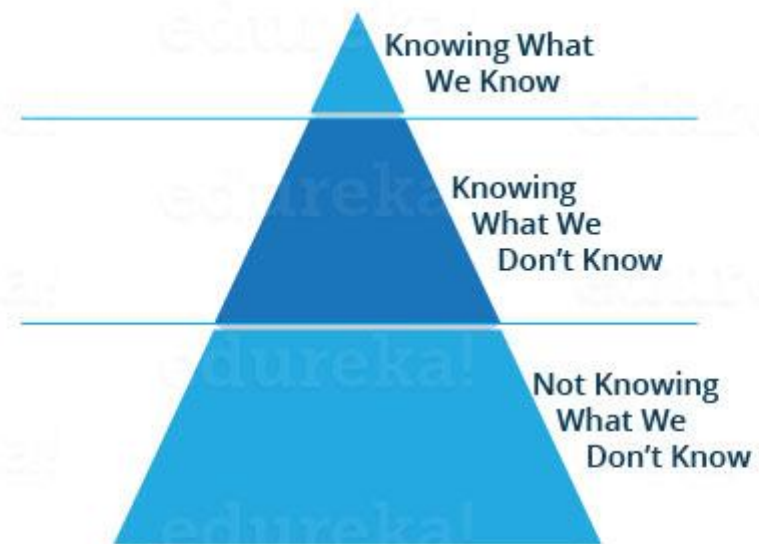 Knowing What
We Know
Knowing
What We
Don't Know
Not Knowing
What We
Don't Know
edureka!
edureka!
edureka!
edureka!